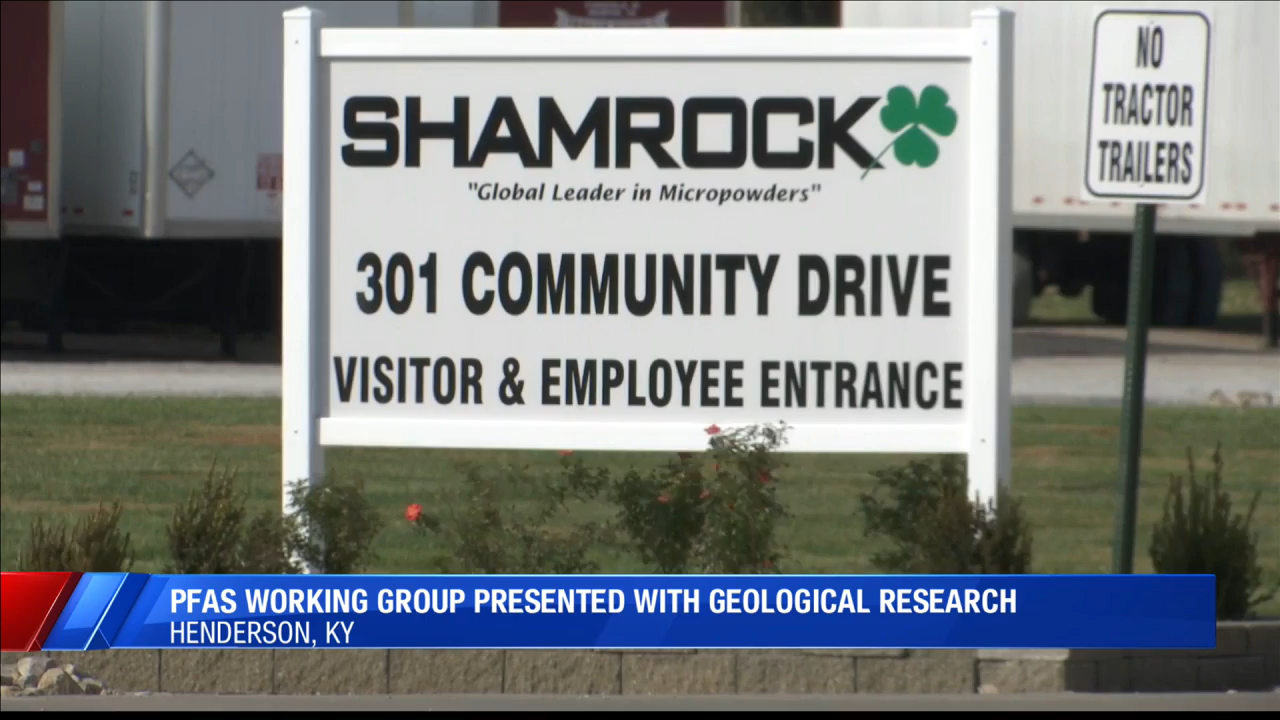 SHAMROCK
"Global Leader in Micropowders"
301 COMMUNITY DRIVE
VISITOR & EMPLOYEE ENTRANCE
NO
TRACTOR
TRAILERS
PFAS WORKING GROUP PRESENTED WITH GEOLOGICAL RESEARCH
HENDERSON, KY